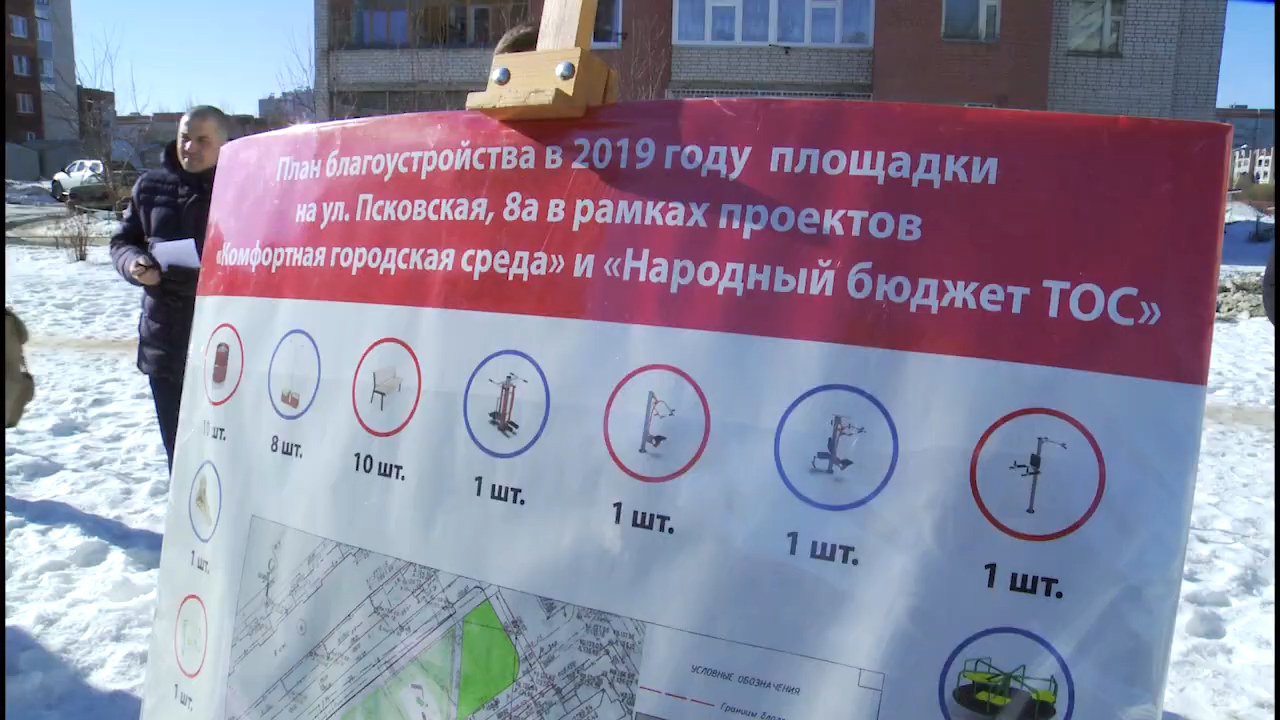 План благоустройства в 2019 году площадки
на ул. Псковская, 8а в рамках проектов
«Комфортная городская среда» и «Народный бюджет ТОС»
шт.
8 шт.
10 шт.
1 шт.
1 шт.
1 шт.
1 шт.
1 шт.
1 шт.
УСЛОВНЫЕ ОБОЗНАЧЕНИЯ
Границы